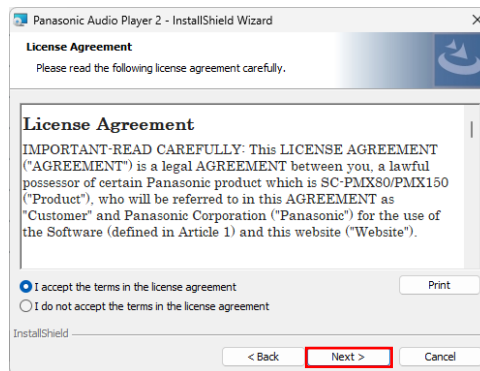 Panasonic Audio Player 2 - InstallShield Wizard
License Agreement
Please read the following license agreement carefully.
License Agreement
IMPORTANT-READ CAREFULLY: This LICENSE AGREEMENT
("AGREEMENT") is a legal AGREEMENT between you, a lawful
possessor of certain Panasonic product which is SC-PMX80/PMX150
("Product"), who will be referred to in this AGREEMENT as
"Customer" and Panasonic Corporation ("Panasonic") for the use of
the Software (defined in Article 1) and this website ("Website").
I accept the terms in the license agreement
Print
I do not accept the terms in the license agreement
InstallShield
< Back
Next >
Cancel